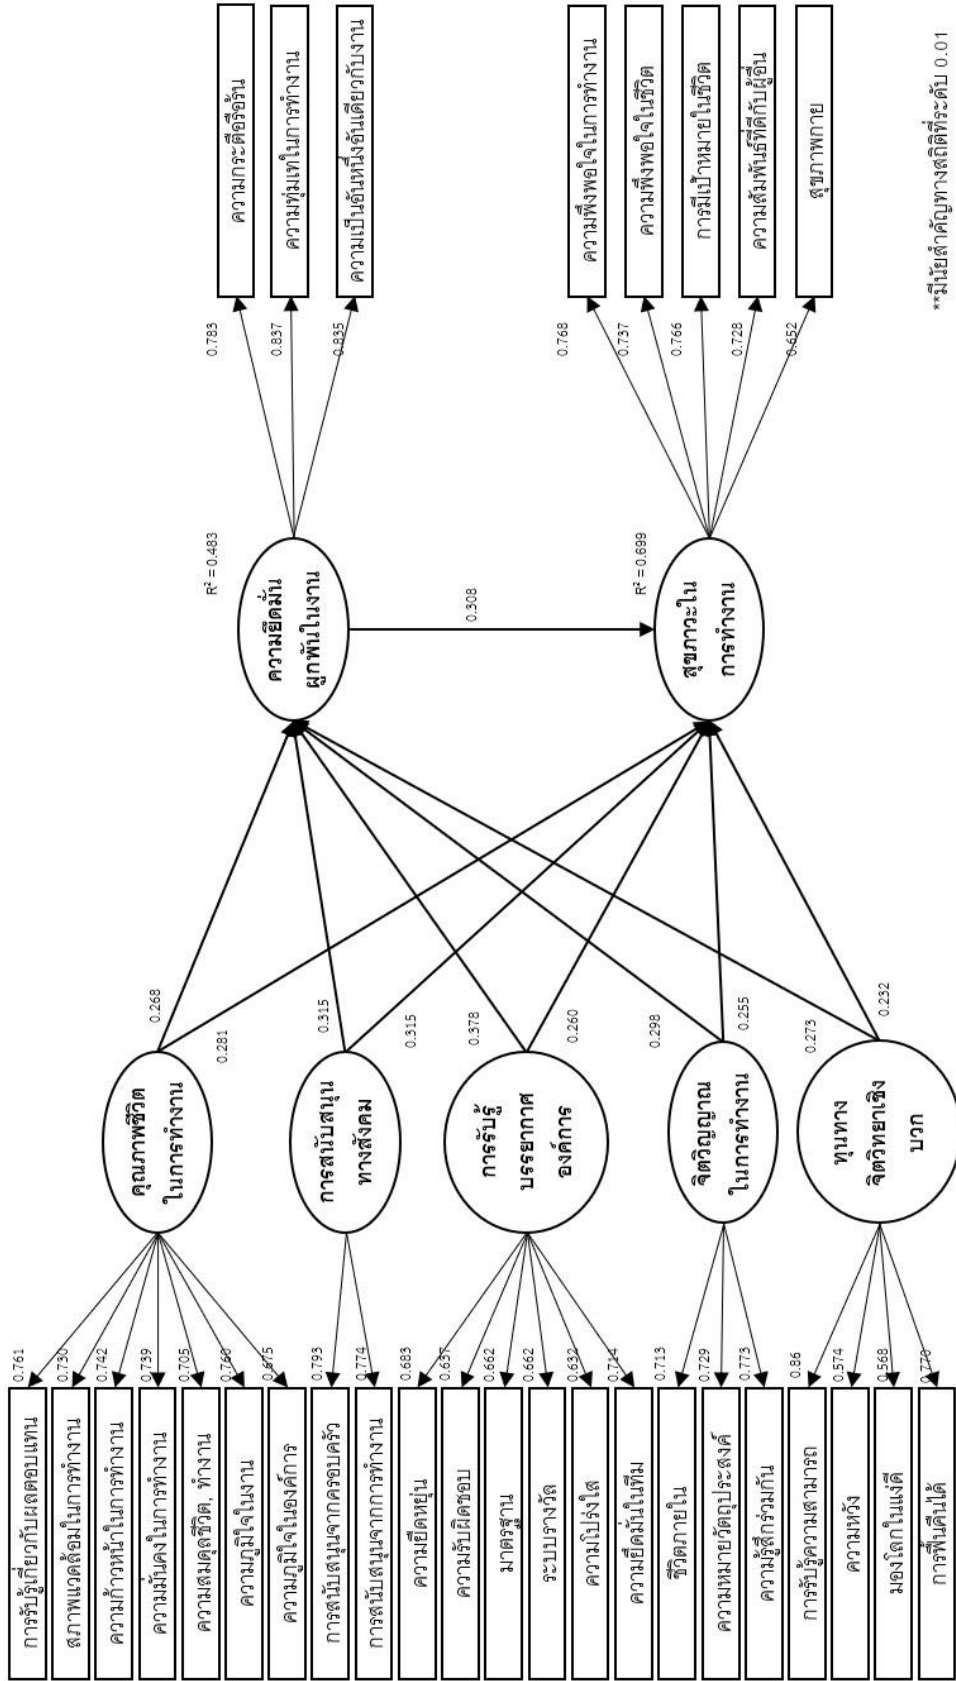 0.761
การรับรู้เกี่ยวกับผลตอบแทน
0.730
สภาพแวดล้อมในการทำงาน
0.742
ความก้าวหน้าในการทำงาน
0.739
ความมั่นคงในการทำงาน
0.705
ความสมดุลชีวิต, ทำงาน
0.760
ความภูมิใจในงาน
0.675
ความภูมิใจในองค์การ
0.793
การสนับสนุนจากครอบครัว
0.774
การสนับสนุนจากการทำงาน
0.683
ความยืดหยุ่น
0.637
ความรับผิดชอบ
0.662
มาตรฐาน
0.662
ระบบรางวัล
0.632
ความโปร่งใส
0.714
ความยึดมั่นในทีม
0.713
ชีวิตภายใน
0.729
ความหมายวัตถุประสงค์
0.773
ความรู้สึกร่วมกัน
0.86
การรับรู้ความสามารถ
0.574
ความหวัง
0.568
มองโลกในแง่ดี
0.770
การฟื้นคืนได้
คุณภาพชีวิต
ในการทำงาน
0.268
0.281
การสนับสนุน
ทางสังคม
0.315
0.315
การรับรู้
บรรยากาศ
องค์การ
0.378
0.260
จิตวิญญาณ
ในการทำงาน
0.298
0.255
ทุนทาง
จิตวิทยาเชิง
บวก
0.273
0.232
R² = 0.483
ความยึดมั่น
ผูกพันในงาน
0.308
R² = 0.699
สุขภาวะใน
การทำงาน
0.783
ความกระตือรือร้น
0.837
ความทุ่มเทในการทำงาน
0.835
ความเป็นอันหนึ่งอันเดียวกับงาน
0.768
ความพึงพอใจในการทำงาน
0.737
ความพึงพอใจในชีวิต
0.766
การมีเป้าหมายในชีวิต
0.728
ความสัมพันธ์ที่ดีกับผู้อื่น
0.652
สุขภาพกาย
**มีนัยสำคัญทางสถิติที่ระดับ 0.01